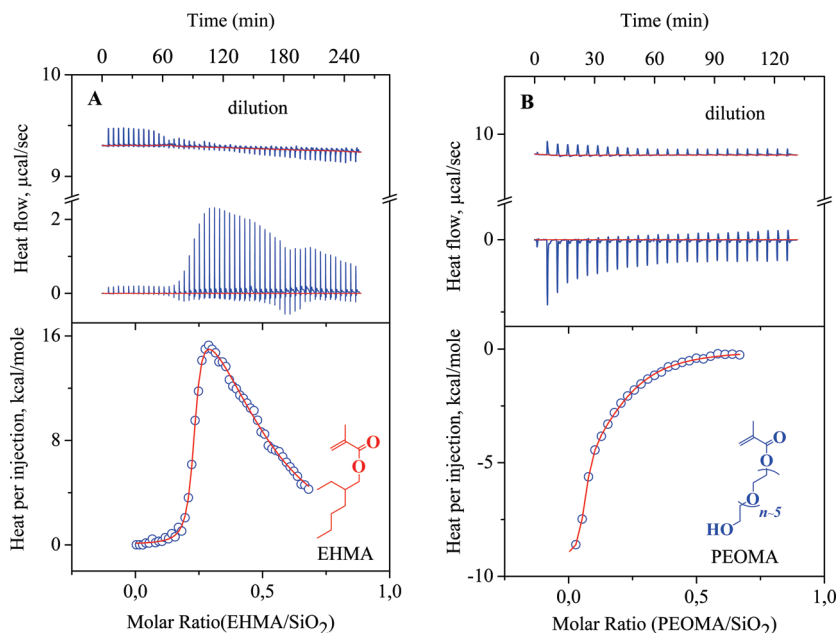 Time (min)
0 60 120 180 240
10
A
dilution
9
Heat flow, µcal/sec
2
1
0
16
12
8
4
0
Heat per injection, kcal/mole
O
O
EHMA
0,0 0,5 1,0
Molar Ratio(EHMA/SiO2)
Time (min)
0 30 60 90 120
B
10
dilution
Heat flow, µcal/sec
0
0
-5
-10
Heat per injection, kcal/mole
O
O
O
n~5
HO
PEOMA
0,0 0,5 1,0
Molar Ratio (PEOMA/SiO2)